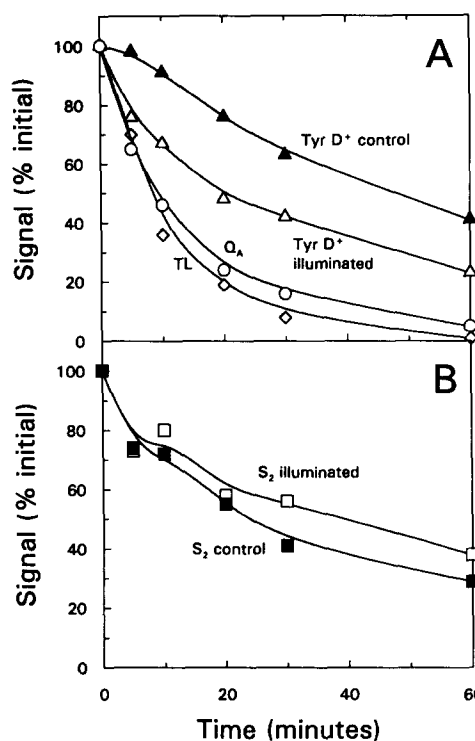 A
Signal (% initial)
100
80
60
40
20
0
Tyr D⁺ control
Tyr D⁺
illuminated
Q_A
TL
B
Signal (% initial)
100
80
60
40
20
0
S₂ illuminated
S₂ control
0
20
40
60
Time (minutes)